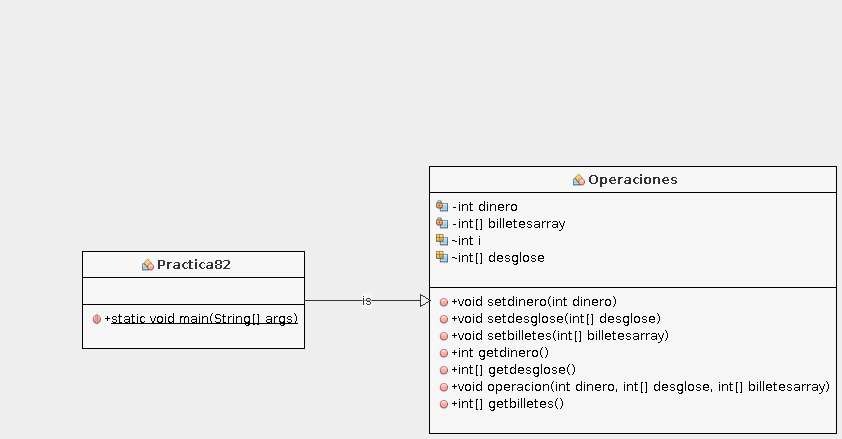 Operaciones
-int dinero
-int[] billetesarray
~int i
~int[] desglose
Practica82
+static void main(String[] args)
is
+void setdinero(int dinero)
+void setdesglose(int[] desglose)
+void setbilletes(int[] billetesarray)
+int getdinero()
+int[] getdesglose()
+void operacion(int dinero, int[] desglose, int[] billetesarray)
+int[] getbilletes()